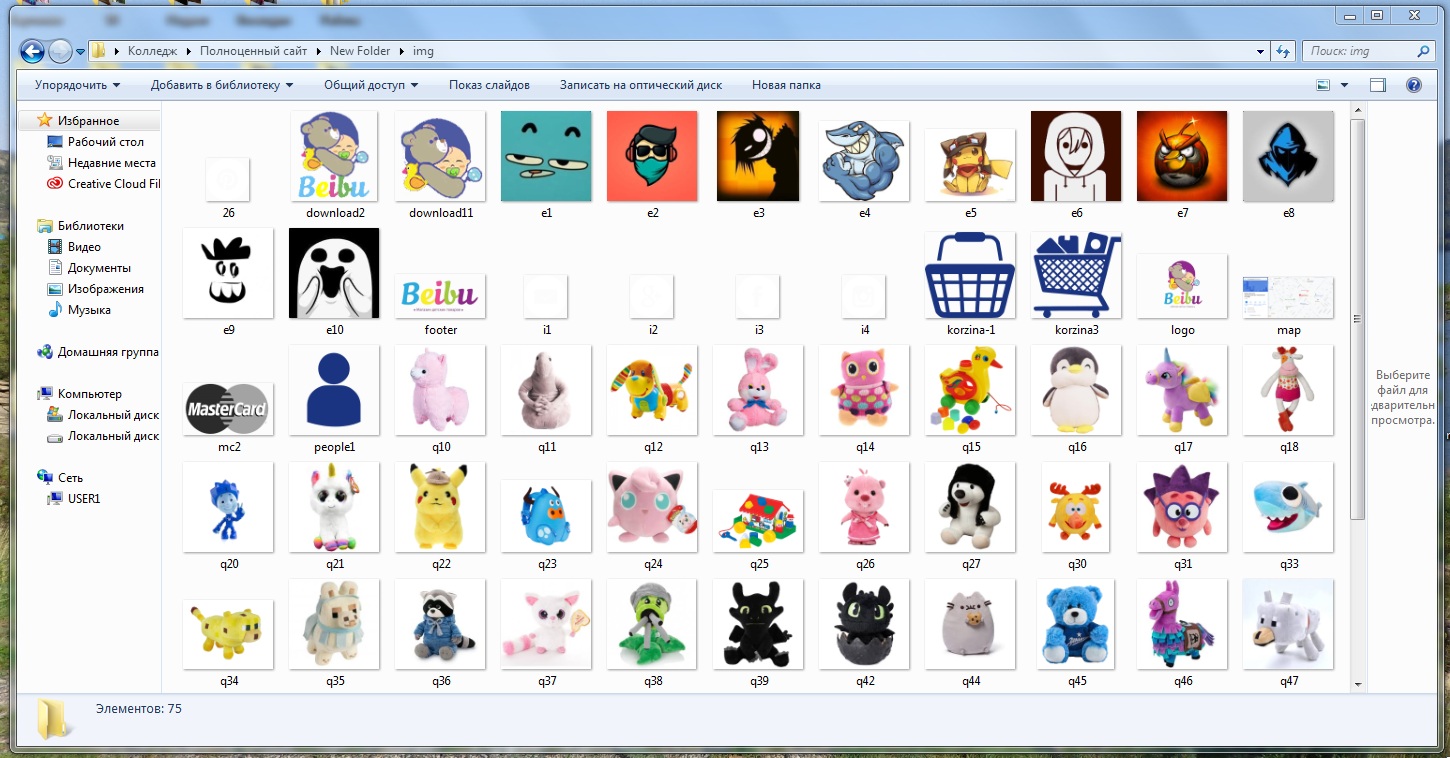 Колледж Полноценный сайт New Folder img Поиск: img
Упорядочить Добавить в библиотеку Общий доступ Показ слайдов Записать на оптический диск Новая папка
Избранное
Рабочий стол
Недавние места
Creative Cloud Fil
Библиотеки
Видео
Документы
Изображения
Музыка
Домашняя группа
Компьютер
Локальный диск
Локальный диск
Сеть
USER1
Beibu
26 download2 download11 e1 e2 e3 e4 e5 e6 e7 e8
Beibu
Beibu
e9 e10 footer i1 i2 i3 i4 korzina-1 korzina3 logo map
MasterCard
mc2 people1 q10 q11 q12 q13 q14 q15 q16 q17 q18
q20 q21 q22 q23 q24 q25 q26 q27 q30 q31 q33
q34 q35 q36 q37 q38 q39 q42 q44 q45 q46 q47
Выберите
файл для
дварительн
просмотра.
Элементов: 75